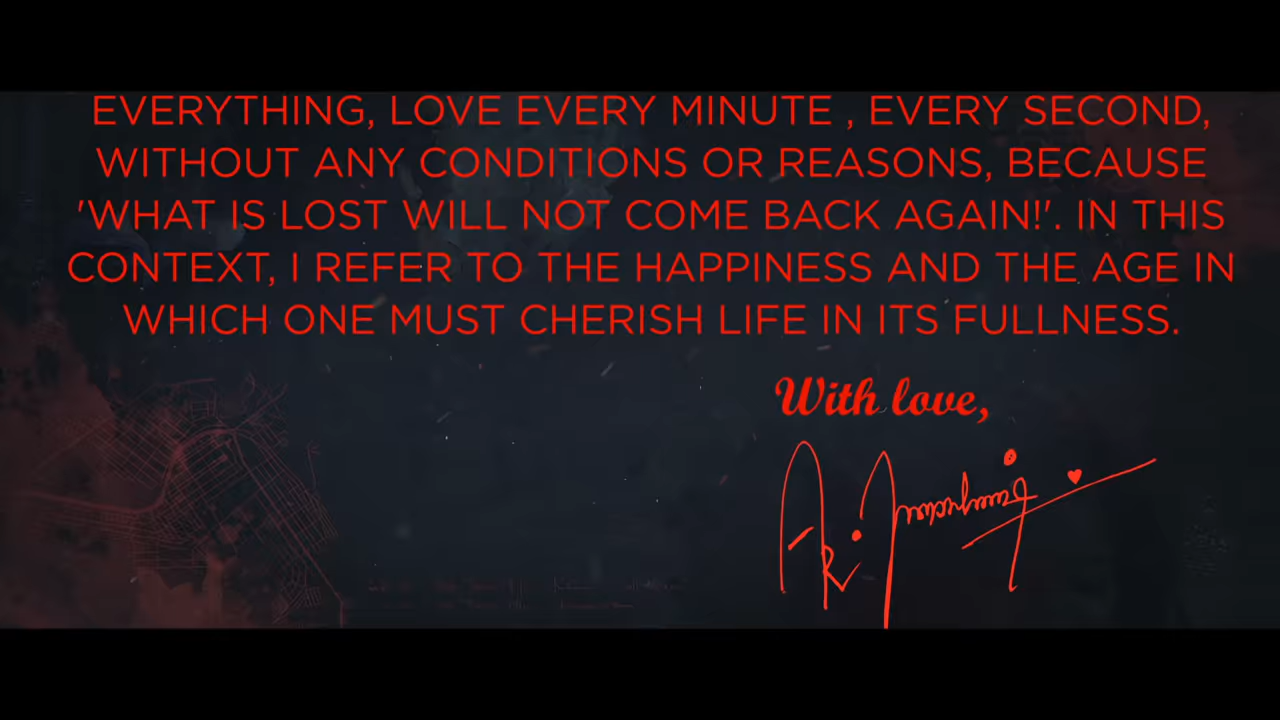 EVERYTHING, LOVE EVERY MINUTE , EVERY SECOND,
WITHOUT ANY CONDITIONS OR REASONS, BECAUSE
'WHAT IS LOST WILL NOT COME BACK AGAIN!'. IN THIS
CONTEXT, I REFER TO THE HAPPINESS AND THE AGE IN
WHICH ONE MUST CHERISH LIFE IN ITS FULLNESS.
With love,